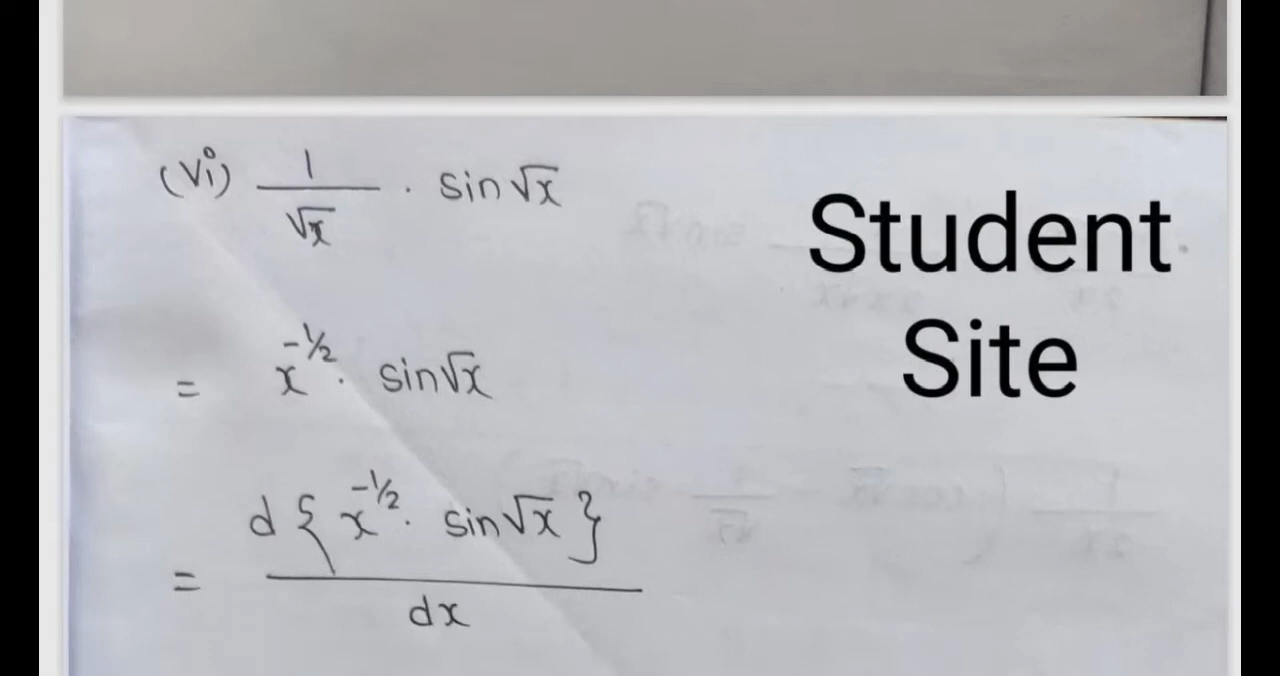 (vi) 1/√x . sin√x
Student
Site
= x^-1/2 . sin√x
= d{x^-1/2 . sin√x}/dx